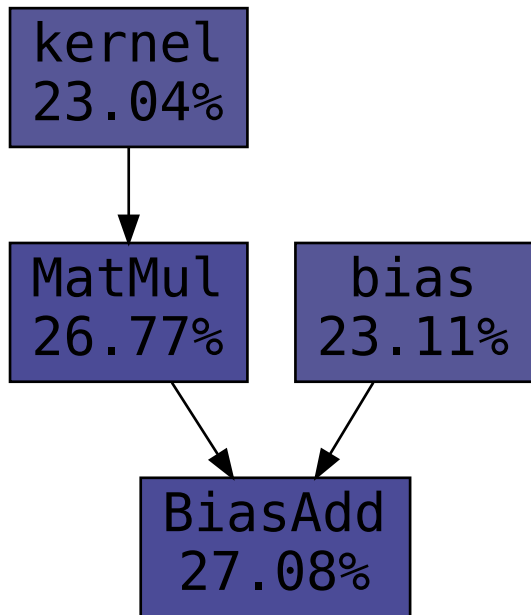 kernel
23.04%
MatMul
26.77%
bias
23.11%
BiasAdd
27.08%